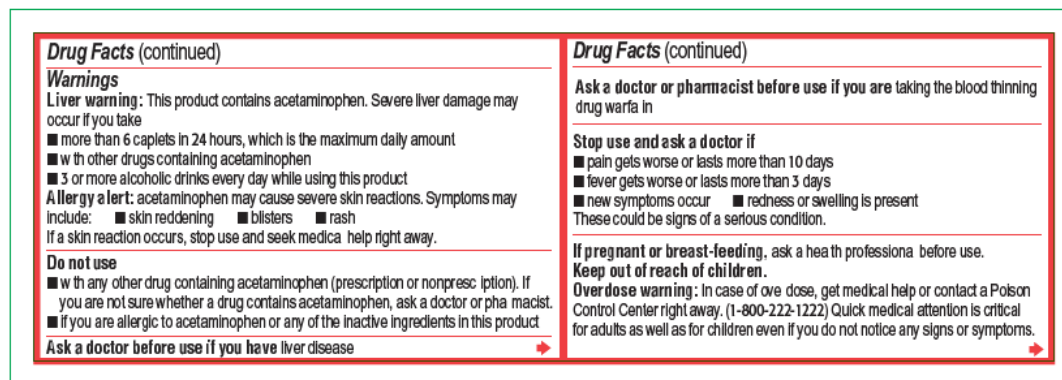 Drug Facts (continued)
Warnings
Liver warning: This product contains acetaminophen. Severe liver damage may
occur if you take
■ more than 6 caplets in 24 hours, which is the maximum daily amount
■ w th other drugs containing acetaminophen
■ 3 or more alcoholic drinks every day while using this product
Allergy alert: acetaminophen may cause severe skin reactions. Symptoms may
include: ■ skin reddening ■ blisters ■ rash
If a skin reaction occurs, stop use and seek medica help right away.
Do not use
■ w th any other drug containing acetaminophen (prescription or nonpresc iption). If
you are not sure whether a drug contains acetaminophen, ask a doctor or pha macist.
■ if you are allergic to acetaminophen or any of the inactive ingredients in this product
Ask a doctor before use if you have liver disease
Drug Facts (continued)
Ask a doctor or pharmacist before use if you are taking the blood thinning
drug warfa in
Stop use and ask a doctor if
■ pain gets worse or lasts more than 10 days
■ fever gets worse or lasts more than 3 days
■ new symptoms occur ■ redness or swelling is present
These could be signs of a serious condition.
If pregnant or breast-feeding, ask a hea th professiona before use.
Keep out of reach of children.
Overdose warning: In case of ove dose, get medical help or contact a Poison
Control Center right away. (1-800-222-1222) Quick medical attention is critical
for adults as well as for children even if you do not notice any signs or symptoms.